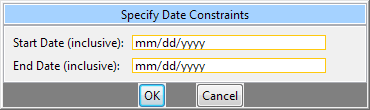 Specify Date Constraints
Start Date (inclusive): mm/dd/yyyy
End Date (inclusive): mm/dd/yyyy
OK Cancel